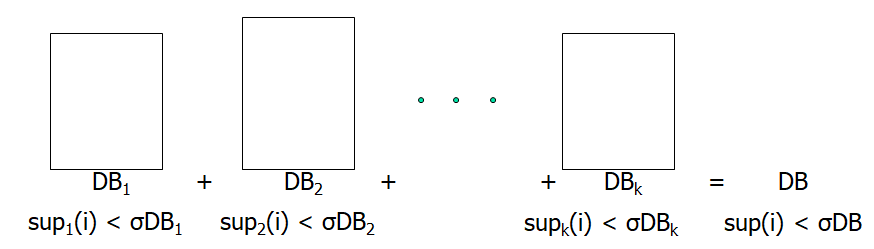 DB₁ + DB₂ + + DBₖ = DB
sup₁(i) < σDB₁ sup₂(i) < σDB₂ supₖ(i) < σDBₖ sup(i) < σDB